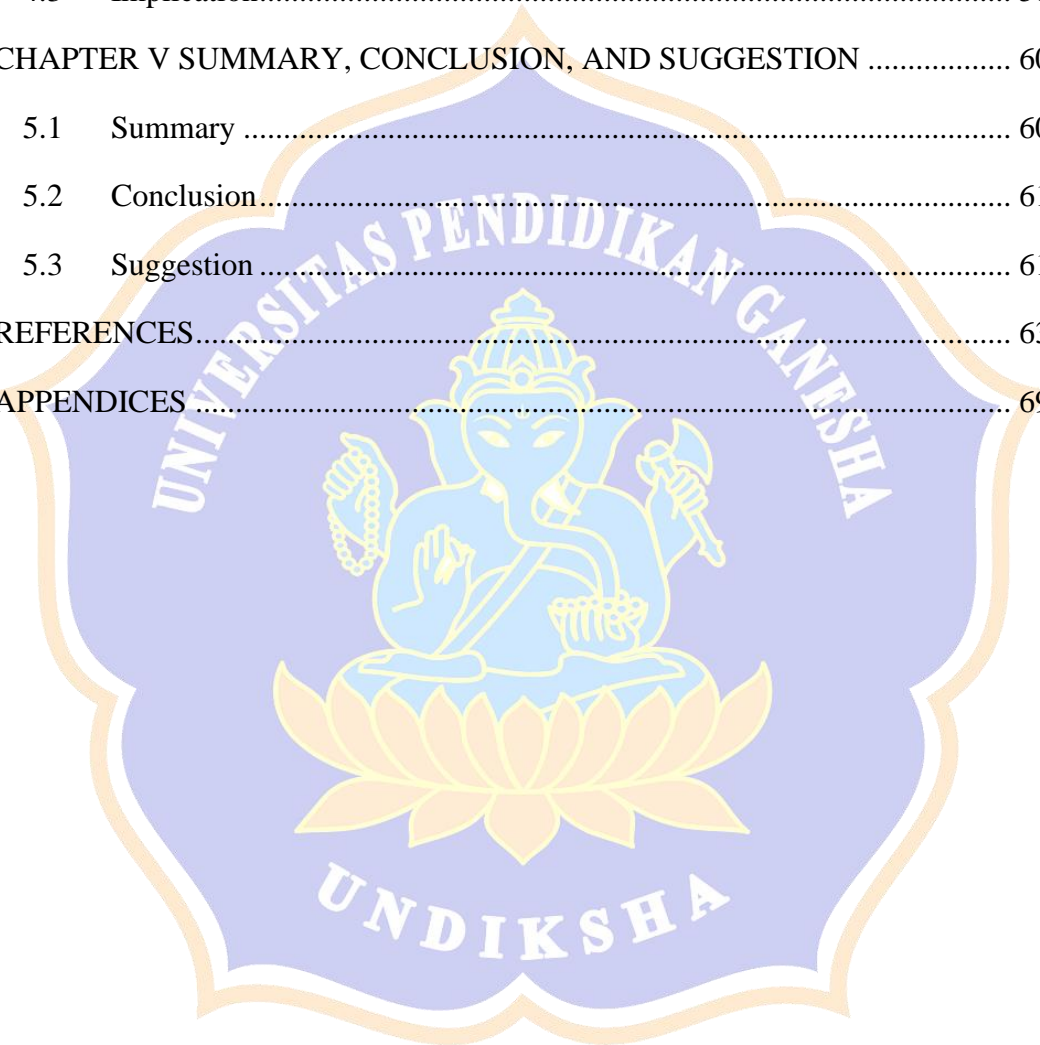 Implication
CHAPTER V SUMMARY, CONCLUSION, AND SUGGESTION .................. 60
5.1 Summary .................. 60
5.2 Conclusion .................. 61
5.3 Suggestion .................. 61
REFERENCES .................. 63
APPENDICES .................. 69
UNIVERSITAS PENDIDIKAN GANESHA
UNDIKSHA